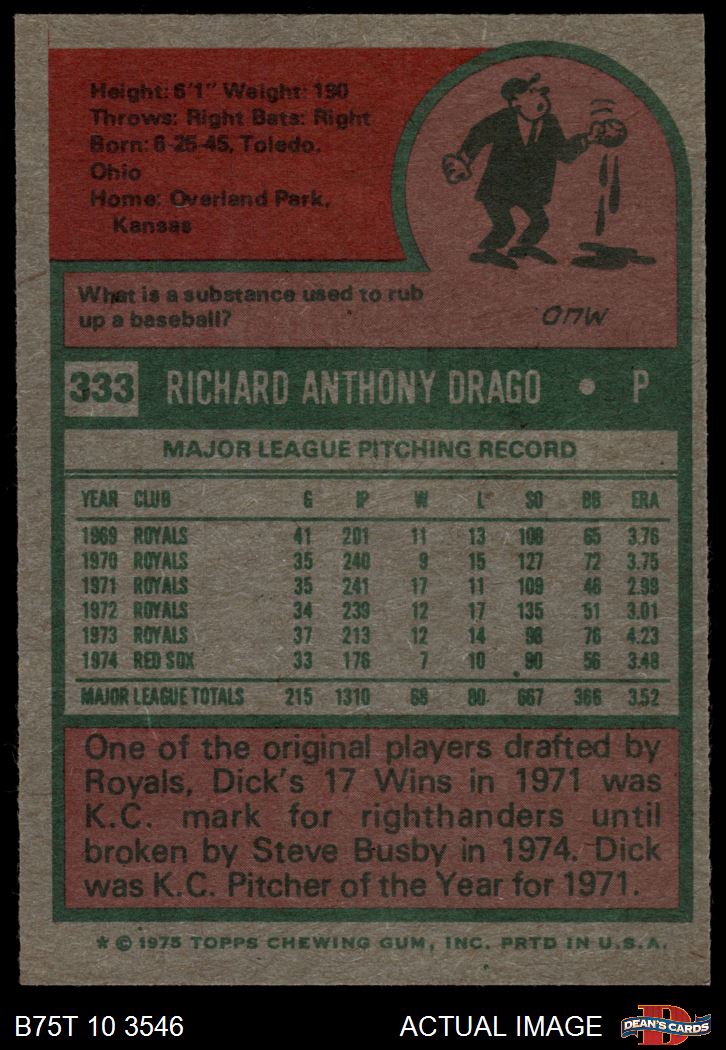 Height: 6'1" Weight: 190
Throws: Right Bats: Right
Born: 6-25-45, Toledo,
Ohio
Home: Overland Park,
Kansas
What is a substance used to rub
up a baseball?
MUD
333 RICHARD ANTHONY DRAGO • P
MAJOR LEAGUE PITCHING RECORD
YEAR CLUB G IP W L SO BB ERA
1969 ROYALS 41 201 11 13 108 65 3.76
1970 ROYALS 35 240 9 15 127 72 3.75
1971 ROYALS 35 241 17 11 109 46 2.99
1972 ROYALS 34 239 12 17 135 51 3.01
1973 ROYALS 37 213 12 14 98 76 4.23
1974 RED SOX 33 176 7 10 90 56 3.48
MAJOR LEAGUE TOTALS 215 1310 68 80 667 366 3.52
One of the original players drafted by
Royals, Dick's 17 Wins in 1971 was
K.C. mark for righthanders until
broken by Steve Busby in 1974. Dick
was K.C. Pitcher of the Year for 1971.
* © 1975 TOPPS CHEWING GUM, INC. PRTD IN U.S.A.
B75T 10 3546 ACTUAL IMAGE DEAN'S CARDS